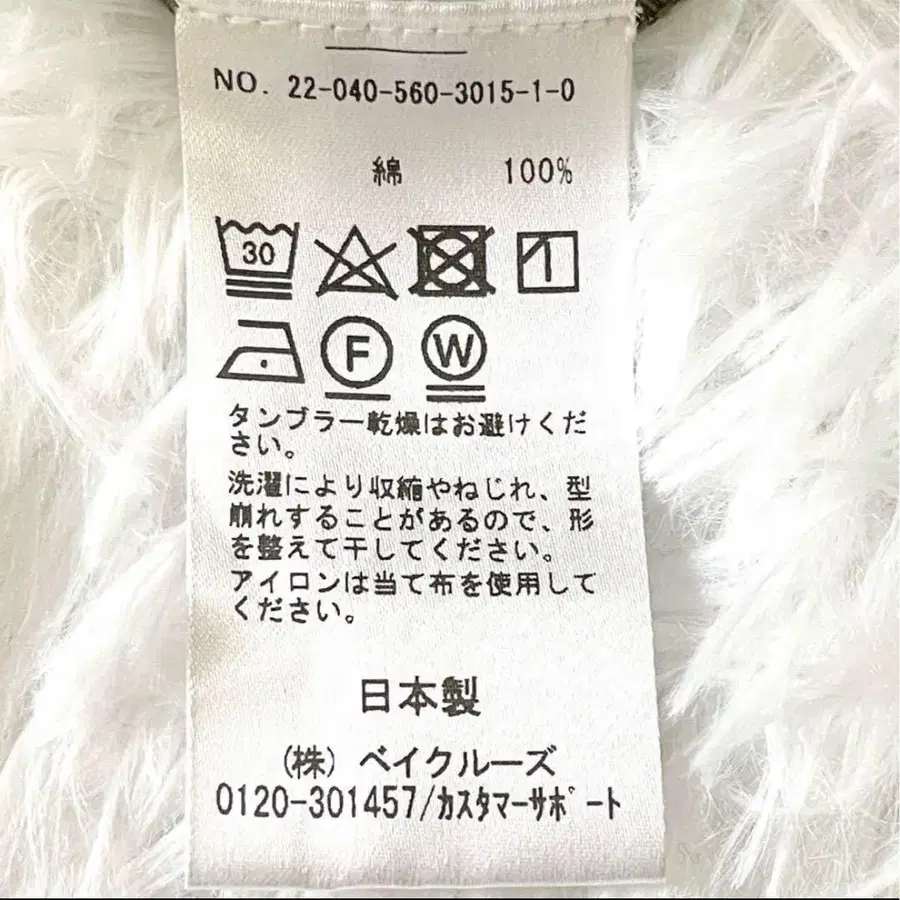 NO. 22-040-560-3015-1-0
綿 100%
30
F W
タンブラー乾燥はお避けくだ
さい。
洗濯により収縮やねじれ、型
崩れすることがあるので、形
を整えて干してください。
アイロンは当て布を使用して
ください。
日本製
(株) ベイクルーズ
0120-301457/カスタマーサポート